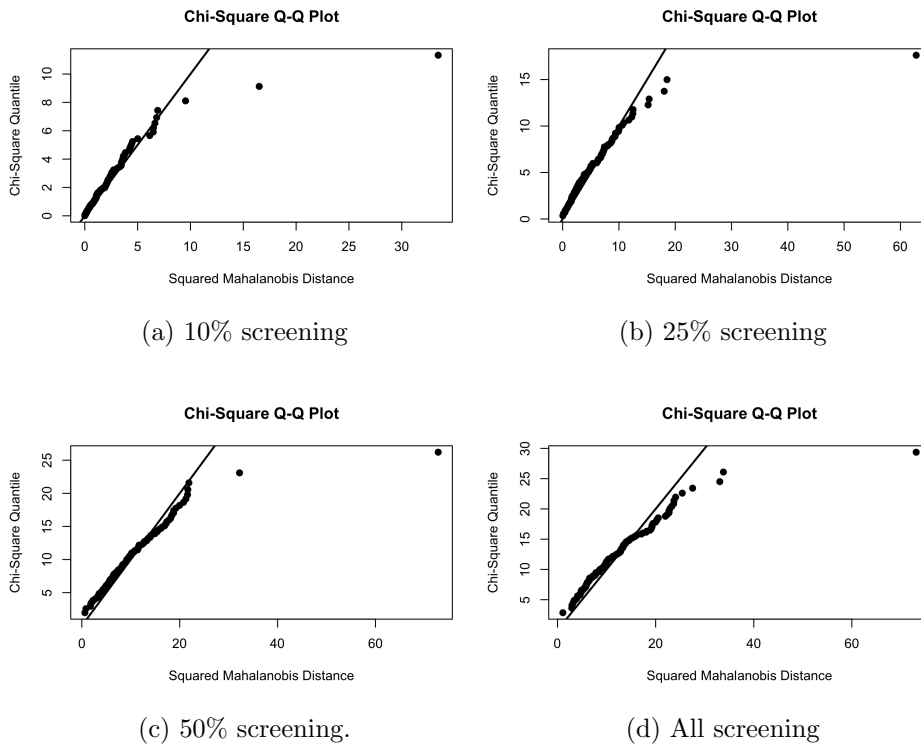 Chi-Square Q-Q Plot
Chi-Square Quantile
10
8
6
4
2
0
0 5 10 15 20 25 30
Squared Mahalanobis Distance
(a) 10% screening
Chi-Square Q-Q Plot
Chi-Square Quantile
15
10
5
0
0 10 20 30 40 50 60
Squared Mahalanobis Distance
(b) 25% screening
Chi-Square Q-Q Plot
Chi-Square Quantile
25
20
15
10
5
0 20 40 60
Squared Mahalanobis Distance
(c) 50% screening.
Chi-Square Q-Q Plot
Chi-Square Quantile
30
25
20
15
10
5
0 20 40 60
Squared Mahalanobis Distance
(d) All screening